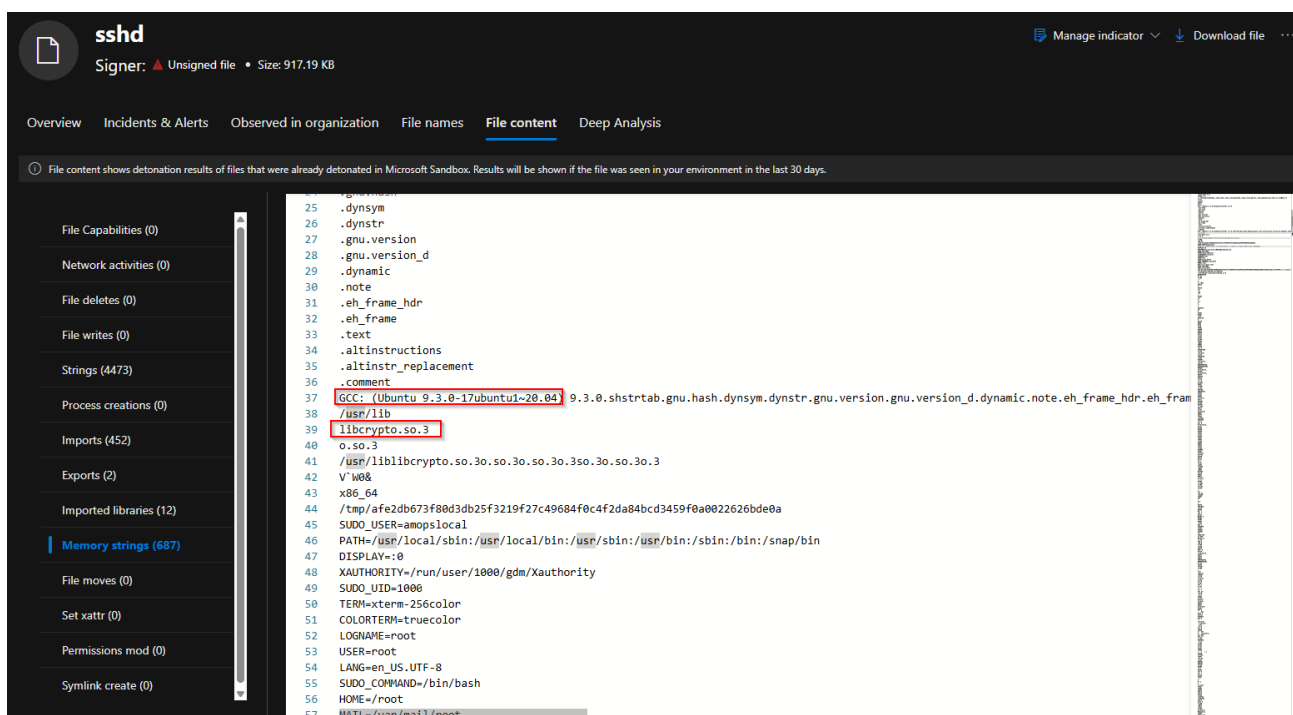 sshd
Manage indicator
Download file
...
Signer: Unsigned file • Size: 917.19 KB
Overview Incidents & Alerts Observed in organization File names File content Deep Analysis
File content shows detonation results of files that were already detonated in Microsoft Sandbox. Results will be shown if the file was seen in your environment in the last 30 days.
File Capabilities (0)
Network activities (0)
File deletes (0)
File writes (0)
Strings (4473)
Process creations (0)
Imports (452)
Exports (2)
Imported libraries (12)
Memory strings (687)
File moves (0)
Set xattr (0)
Permissions mod (0)
Symlink create (0)
24 .gnu.hash
25 .dynsym
26 .dynstr
27 .gnu.version
28 .gnu.version_d
29 .dynamic
30 .note
31 .eh_frame_hdr
32 .eh_frame
33 .text
34 .altinstructions
35 .altinstr_replacement
36 .comment
37 GCC: (Ubuntu 9.3.0-17ubuntu1~20.04) 9.3.0.shstrtab.gnu.hash.dynsym.dynstr.gnu.version.gnu.version_d.dynamic.note.eh_frame_hdr.eh_fram
38 /usr/lib
39 libcrypto.so.3
40 o.so.3
41 /usr/liblibcrypto.so.3o.so.3o.so.3o.3so.3o.so.3o.3
42 V`W0&
43 x86_64
44 /tmp/afe2db673f80d3db25f3219f27c49684f0c4f2da84bcd3459f0a0022626bde0a
45 SUDO_USER=amopslocal
46 PATH=/usr/local/sbin:/usr/local/bin:/usr/sbin:/usr/bin:/sbin:/bin:/snap/bin
47 DISPLAY=:0
48 XAUTHORITY=/run/user/1000/gdm/Xauthority
49 SUDO_UID=1000
50 TERM=xterm-256color
51 COLORTERM=truecolor
52 LOGNAME=root
53 USER=root
54 LANG=en_US.UTF-8
55 SUDO_COMMAND=/bin/bash
56 HOME=/root
57 MAIL=/var/mail/root